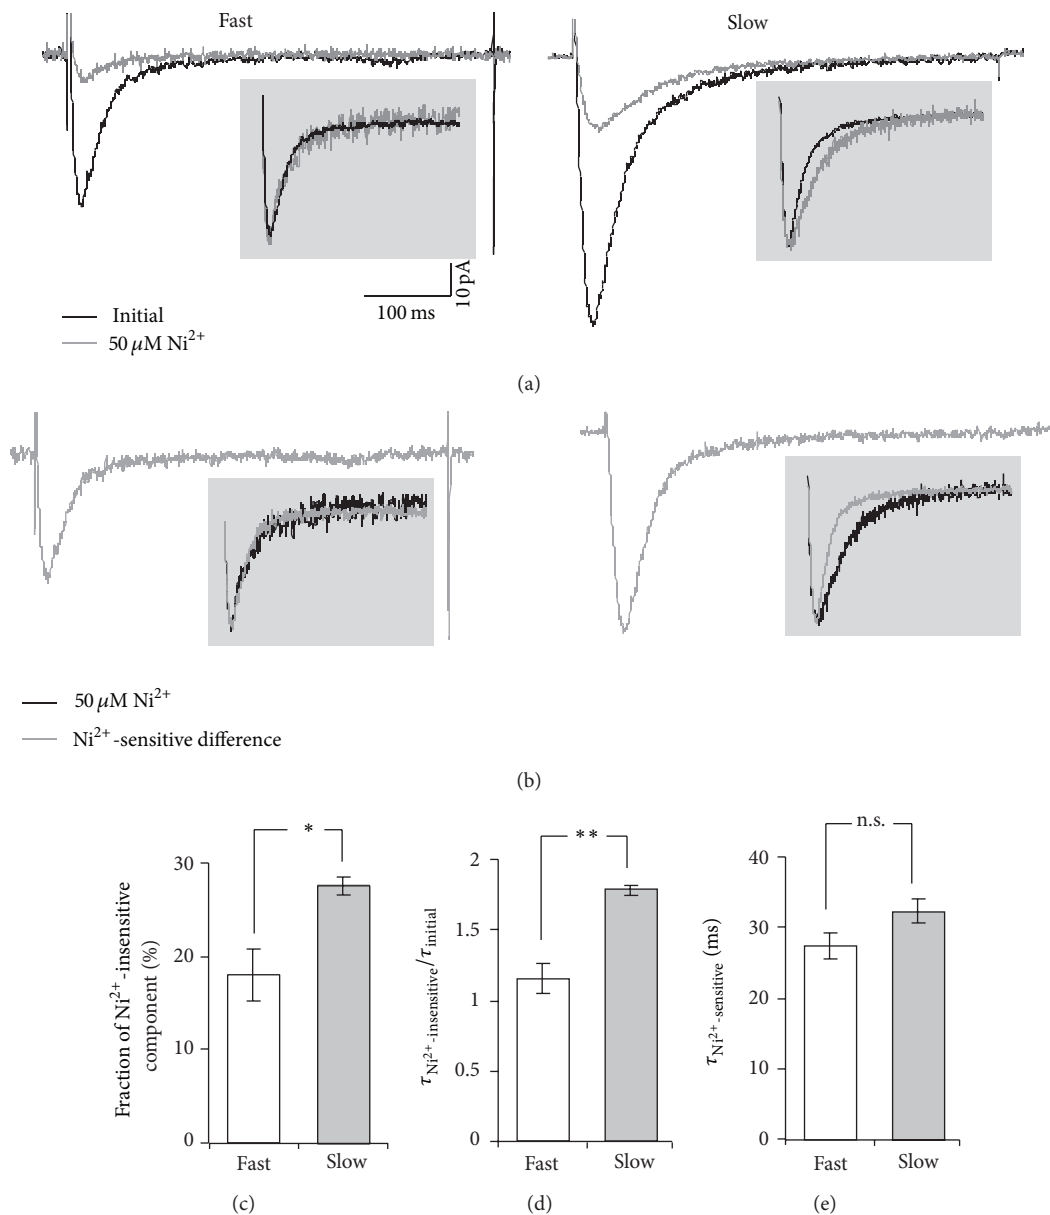 Fast
Slow
10 pA
100 ms
Initial
50 μM Ni²⁺
(a)
50 μM Ni²⁺
Ni²⁺-sensitive difference
(b)
Fraction of Ni²⁺-insensitive
component (%)
30
20
10
0
*
Fast
Slow
(c)
τNi²⁺-insensitive/τinitial
2
1.5
1
0.5
0
**
Fast
Slow
(d)
τNi²⁺-sensitive (ms)
40
30
20
10
0
n.s.
Fast
Slow
(e)